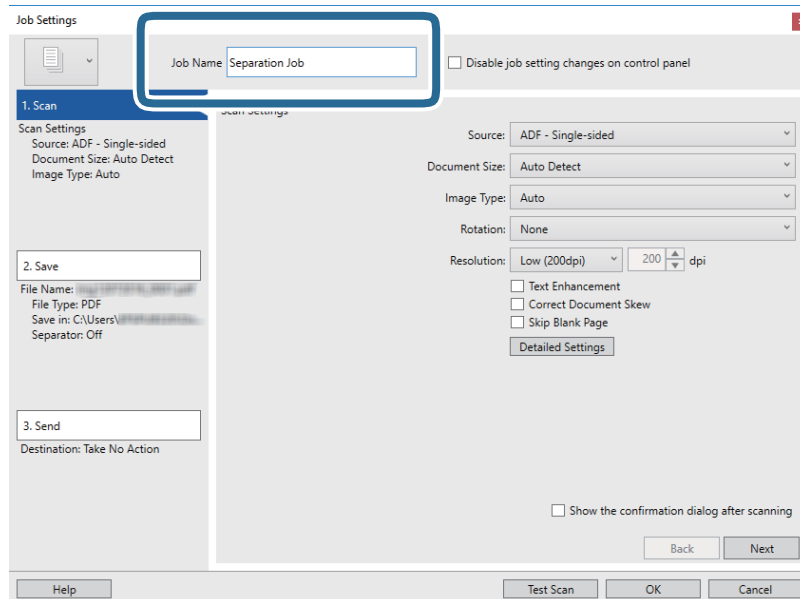 Job Settings
Job Name Separation Job
Disable job setting changes on control panel
1. Scan
Scan Settings
Source: ADF - Single-sided
Document Size: Auto Detect
Image Type: Auto
2. Save
File Name:
File Type: PDF
Save in: C:\Users\
Separator: Off
3. Send
Destination: Take No Action
Scan Settings
Source: ADF - Single-sided
Document Size: Auto Detect
Image Type: Auto
Rotation: None
Resolution: Low (200dpi) 200 dpi
Text Enhancement
Correct Document Skew
Skip Blank Page
Detailed Settings
Show the confirmation dialog after scanning
Back Next
Help Test Scan OK Cancel